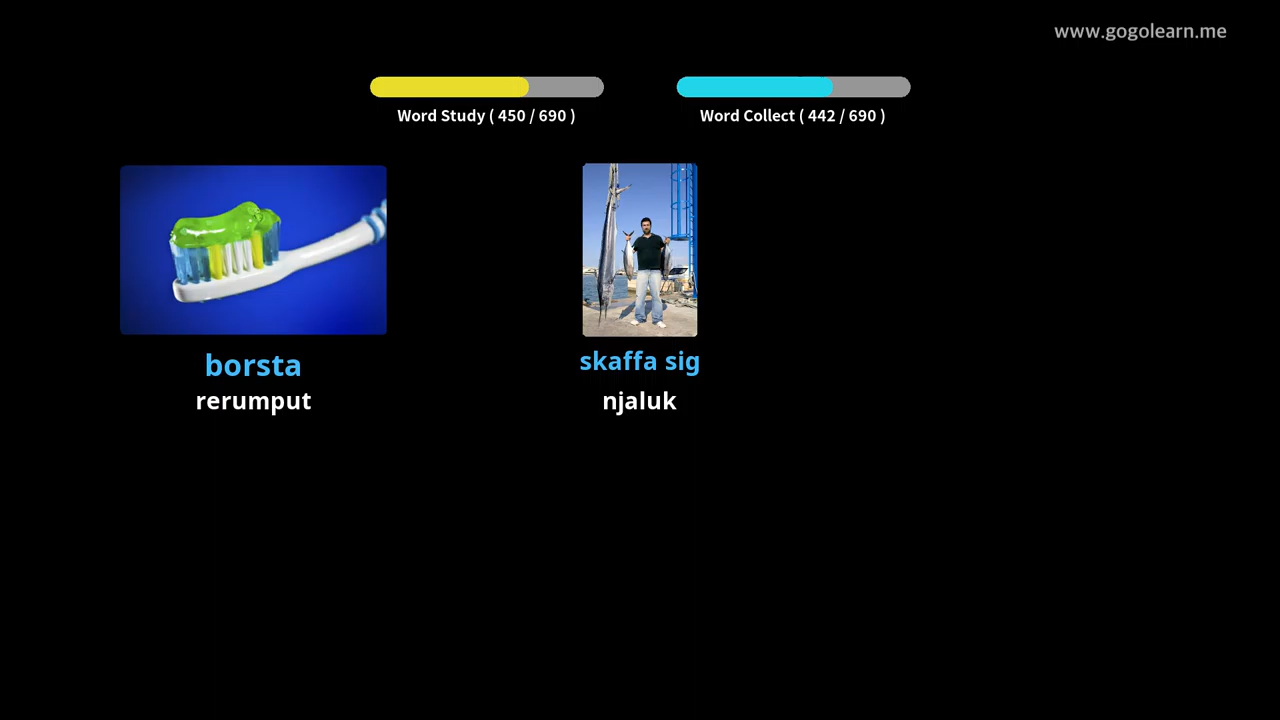 www.gogolearn.me
Word Study ( 450 / 690 )
Word Collect ( 442 / 690 )
borsta
rerumput
skaffa sig
njaluk